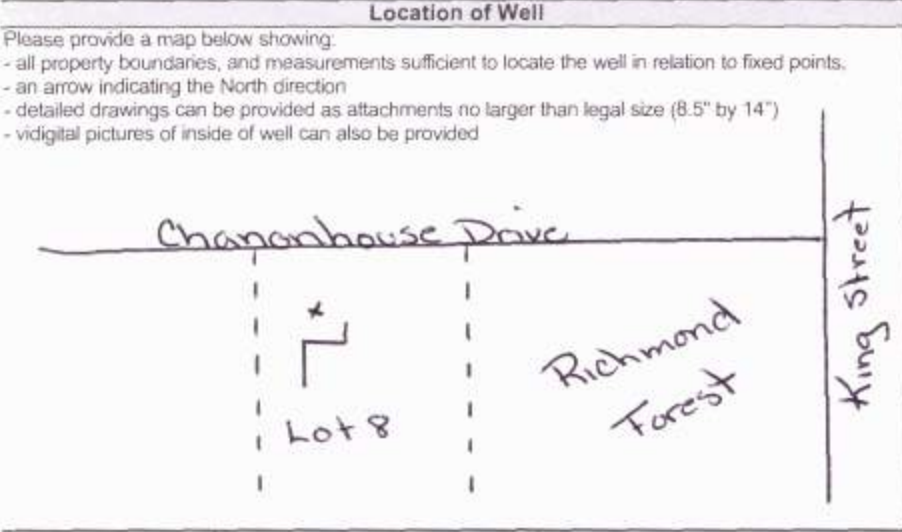 Location of Well
Please provide a map below showing:
- all property boundaries, and measurements sufficient to locate the well in relation to fixed points.
- an arrow indicating the North direction
- detailed drawings can be provided as attachments no larger than legal size (8.5" by 14")
- vidigital pictures of inside of well can also be provided
Chanonhouse Drive
King Street
Richmond
Forest
Lot 8